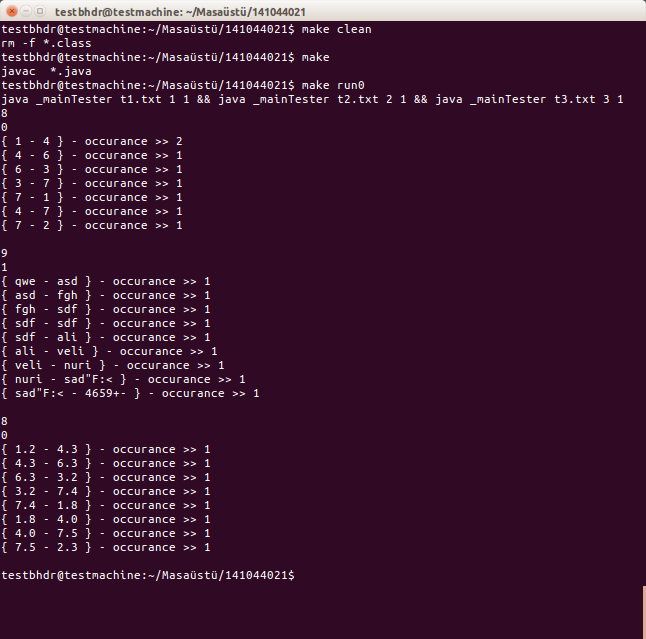 testbhdr@testmachine: ~/Masaüstü/141044021
testbhdr@testmachine:~/Masaüstü/141044021$ make clean
rm -f *.class
testbhdr@testmachine:~/Masaüstü/141044021$ make
javac  *.java
testbhdr@testmachine:~/Masaüstü/141044021$ make run0
java _mainTester t1.txt 1 1 && java _mainTester t2.txt 2 1 && java _mainTester t3.txt 3 1
8
0
{ 1 - 4 } - occurance >> 2
{ 4 - 6 } - occurance >> 1
{ 6 - 3 } - occurance >> 1
{ 3 - 7 } - occurance >> 1
{ 7 - 1 } - occurance >> 1
{ 4 - 7 } - occurance >> 1
{ 7 - 2 } - occurance >> 1
9
1
{ qwe - asd } - occurance >> 1
{ asd - fgh } - occurance >> 1
{ fgh - sdf } - occurance >> 1
{ sdf - sdf } - occurance >> 1
{ sdf - ali } - occurance >> 1
{ ali - veli } - occurance >> 1
{ veli - nuri } - occurance >> 1
{ nuri - sad"F:< } - occurance >> 1
{ sad"F:< - 4659+- } - occurance >> 1
8
0
{ 1.2 - 4.3 } - occurance >> 1
{ 4.3 - 6.3 } - occurance >> 1
{ 6.3 - 3.2 } - occurance >> 1
{ 3.2 - 7.4 } - occurance >> 1
{ 7.4 - 1.8 } - occurance >> 1
{ 1.8 - 4.0 } - occurance >> 1
{ 4.0 - 7.5 } - occurance >> 1
{ 7.5 - 2.3 } - occurance >> 1
testbhdr@testmachine:~/Masaüstü/141044021$